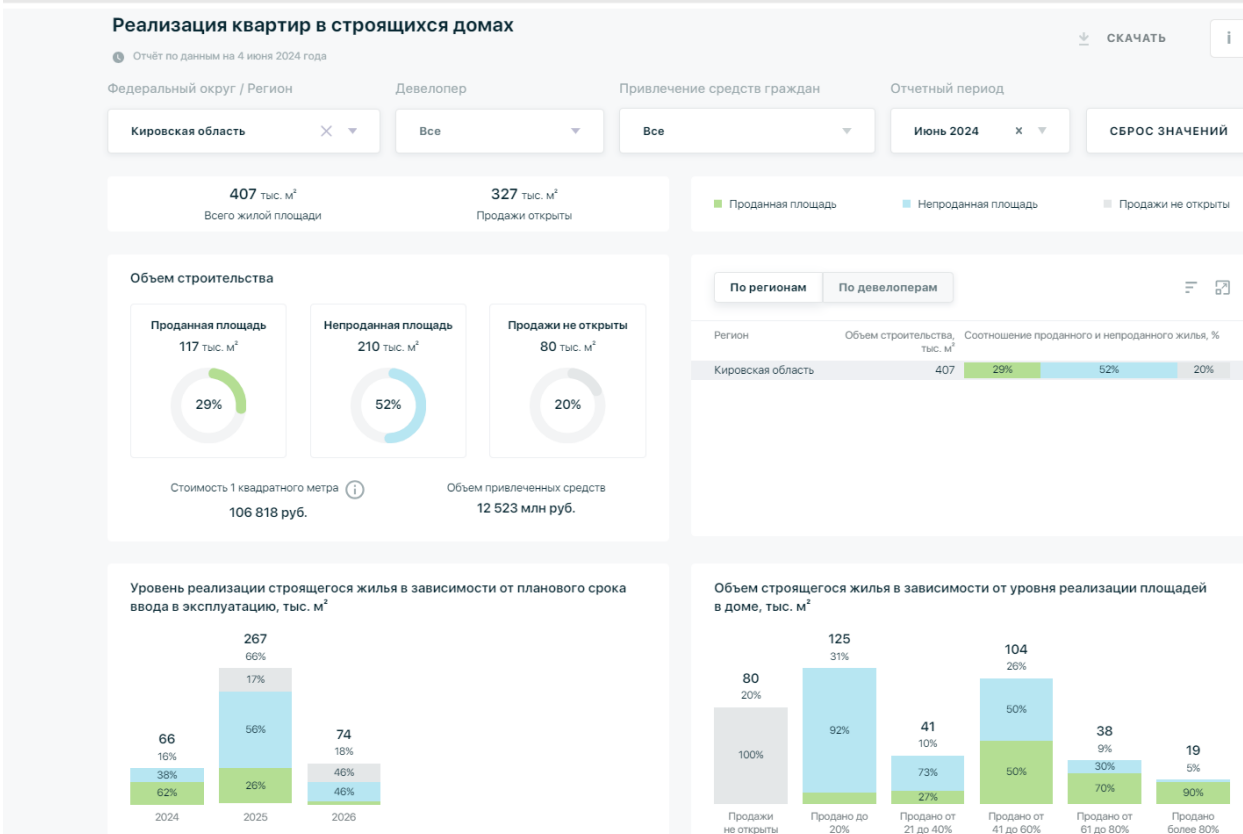 Реализация квартир в строящихся домах
Отчёт по данным на 4 июня 2024 года
СКАЧАТЬ
i
Федеральный округ / Регион
Девелопер
Привлечение средств граждан
Отчетный период
Кировская область
Все
Все
Июнь 2024
СБРОС ЗНАЧЕНИЙ
407 тыс. м²
Всего жилой площади
327 тыс. м²
Продажи открыты
Проданная площадь
Непроданная площадь
Продажи не открыты
Объем строительства
Проданная площадь
117 тыс. м²
29%
Непроданная площадь
210 тыс. м²
52%
Продажи не открыты
80 тыс. м²
20%
Стоимость 1 квадратного метра i
106 818 руб.
Объем привлеченных средств
12 523 млн руб.
По регионам
По девелоперам
Регион
Объем строительства,
тыс. м²
Соотношение проданного и непроданного жилья, %
Кировская область 407 29% 52% 20%
Уровень реализации строящегося жилья в зависимости от планового срока
ввода в эксплуатацию, тыс. м²
66
16%
38%
62%
2024
267
66%
17%
56%
26%
2025
74
18%
46%
46%
2026
Объем строящегося жилья в зависимости от уровня реализации площадей
в доме, тыс. м²
80
20%
100%
Продажи
не открыты
125
31%
92%
Продано до
20%
41
10%
73%
27%
Продано от
21 до 40%
104
26%
50%
50%
Продано от
41 до 60%
38
9%
30%
70%
Продано от
61 до 80%
19
5%
90%
Продано
более 80%